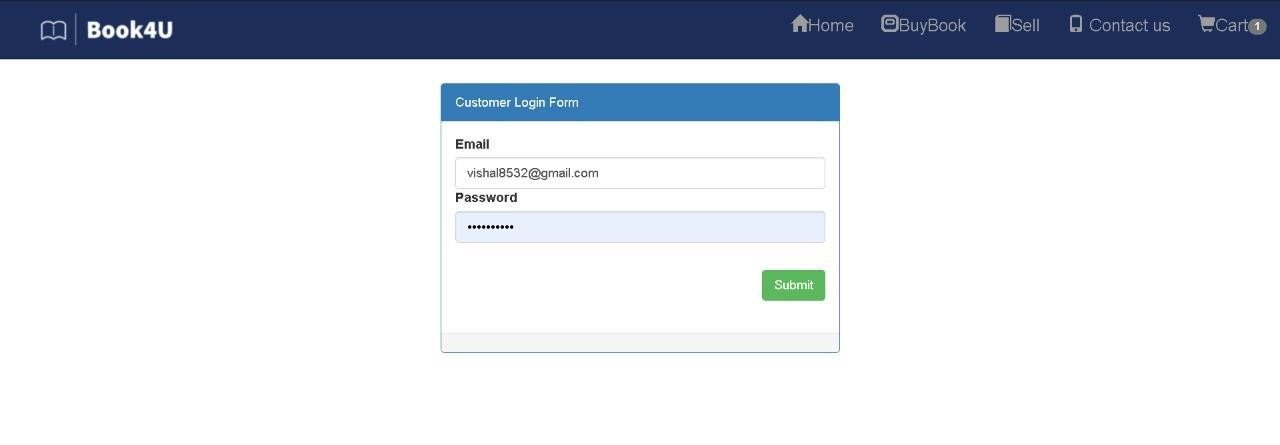 Book4U
Home BuyBook Sell Contact us Cart 1
Customer Login Form
Email
vishal8532@gmail.com
Password
••••••••••
Submit